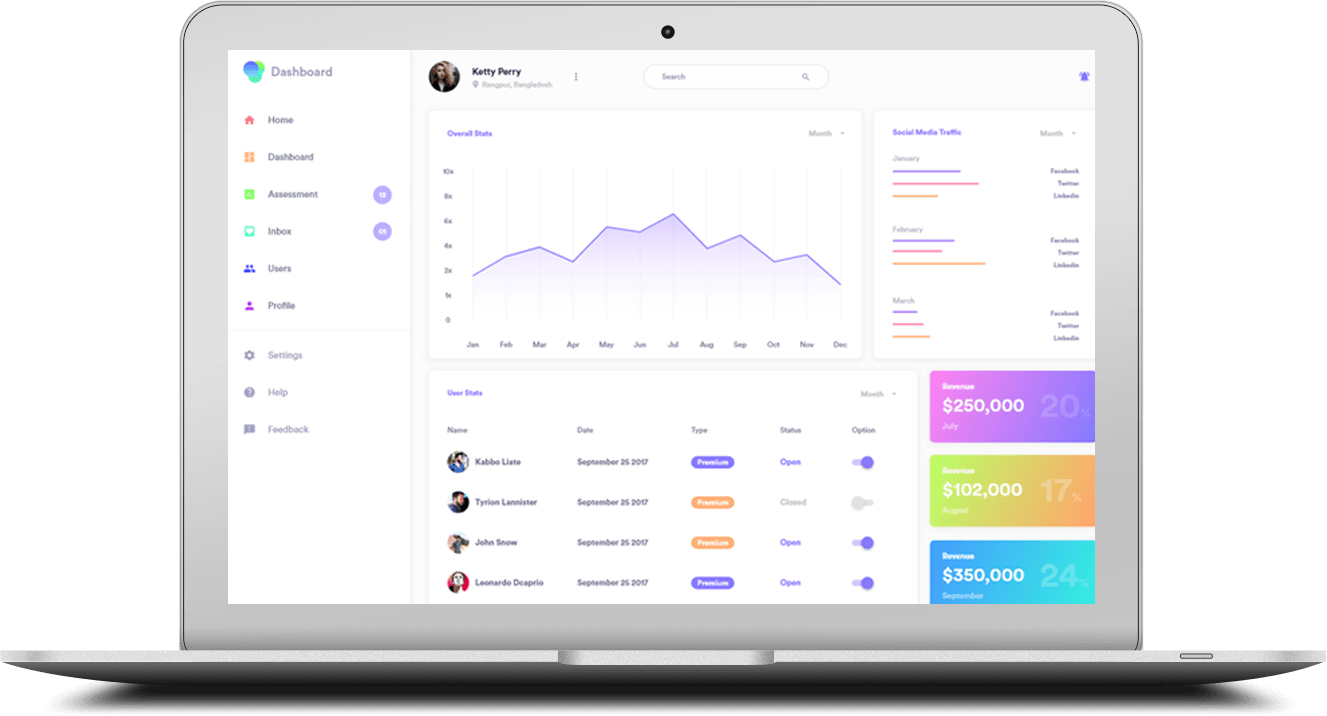 Dashboard
Home
Dashboard
Assessment 12
Inbox 01
Users
Profile
Settings
Help
Feedback
Ketty Perry
Rangpur, Bangladesh
Search
Overall Stats Month
10x
8x
6x
4x
2x
1x
0
Jan Feb Mar Apr May Jun Jul Aug Sep Oct Nov Dec
Social Media Traffic Month
January
Facebook
Twitter
Linkedin
February
Facebook
Twitter
Linkedin
March
Facebook
Twitter
Linkedin
User Stats Month
Name Date Type Status Option
Kabbo Liate September 25 2017 Premium Open
Tyrion Lannister September 25 2017 Premium Closed
John Snow September 25 2017 Premium Open
Leonardo Dcaprio September 25 2017 Premium Open
Revenue
$250,000 20%
July
Revenue
$102,000 17%
August
Revenue
$350,000 24%
September